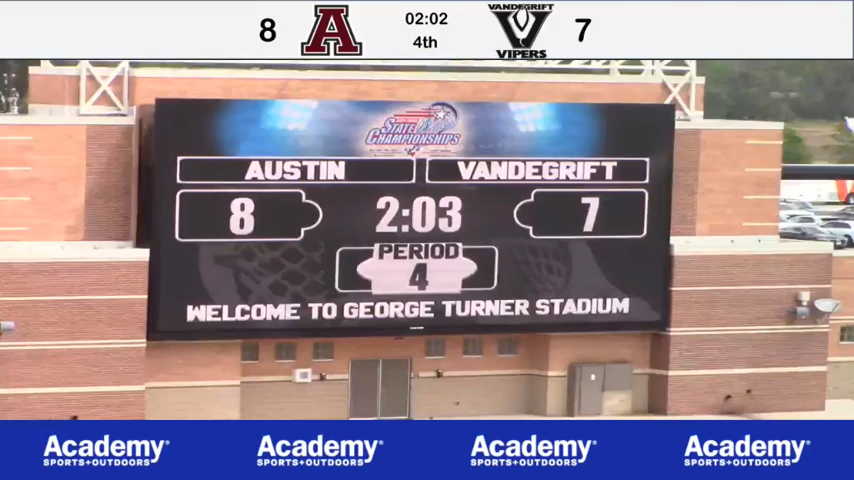 8 A 02:02 4th VANDEGRIFT V VIPERS 7
STATE
CHAMPIONSHIPS
AUSTIN VANDEGRIFT
8 2:03 7
PERIOD
4
WELCOME TO GEORGE TURNER STADIUM
Academy Academy Academy Academy
SPORTS+OUTDOORS SPORTS+OUTDOORS SPORTS+OUTDOORS SPORTS+OUTDOORS